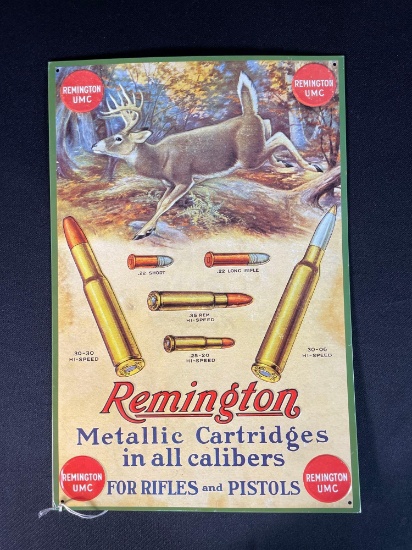 REMINGTON
UMC
REMINGTON
UMC
.22 SHORT
.22 LONG RIFLE
.35 REM
HI-SPEED
30-30
HI-SPEED
.25-20
HI-SPEED
30-06
HI-SPEED
Remington
Metallic Cartridges
in all calibers
FOR RIFLES and PISTOLS
REMINGTON
UMC
REMINGTON
UMC